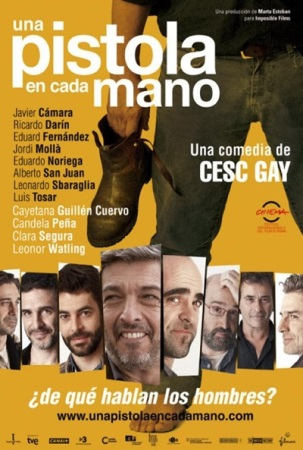 Una producción de Marta Esteban
para Impossible Films
una
pistola
en cada
mano
Javier Cámara
Ricardo Darín
Eduard Fernández
Jordi Mollà
Eduardo Noriega
Alberto San Juan
Leonardo Sbaraglia
Luis Tosar
Cayetana Guillén Cuervo
Candela Peña
Clara Segura
Leonor Watling
Una comedia de
CESC GAY
¿de qué hablan los hombres?
www.unapistolaencadamano.com
tve